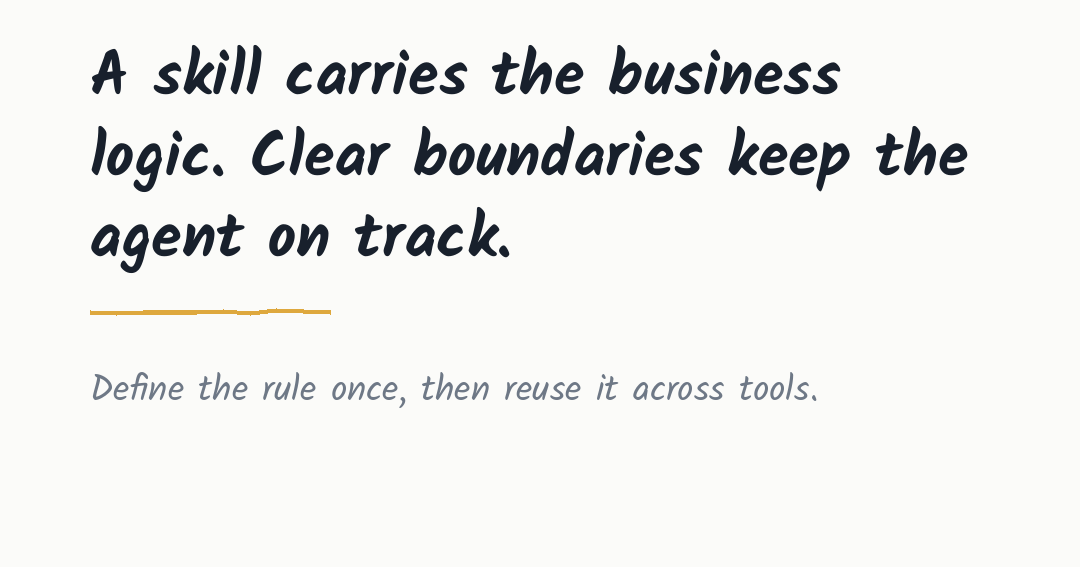 A skill carries the business
logic. Clear boundaries keep the
agent on track.
Define the rule once, then reuse it across tools.